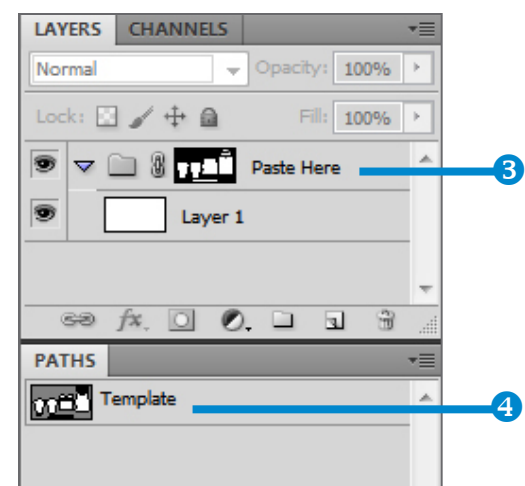 LAYERS CHANNELS
Normal Opacity: 100%
Lock: Fill: 100%
Paste Here 3
Layer 1
fx.
PATHS
Template 4